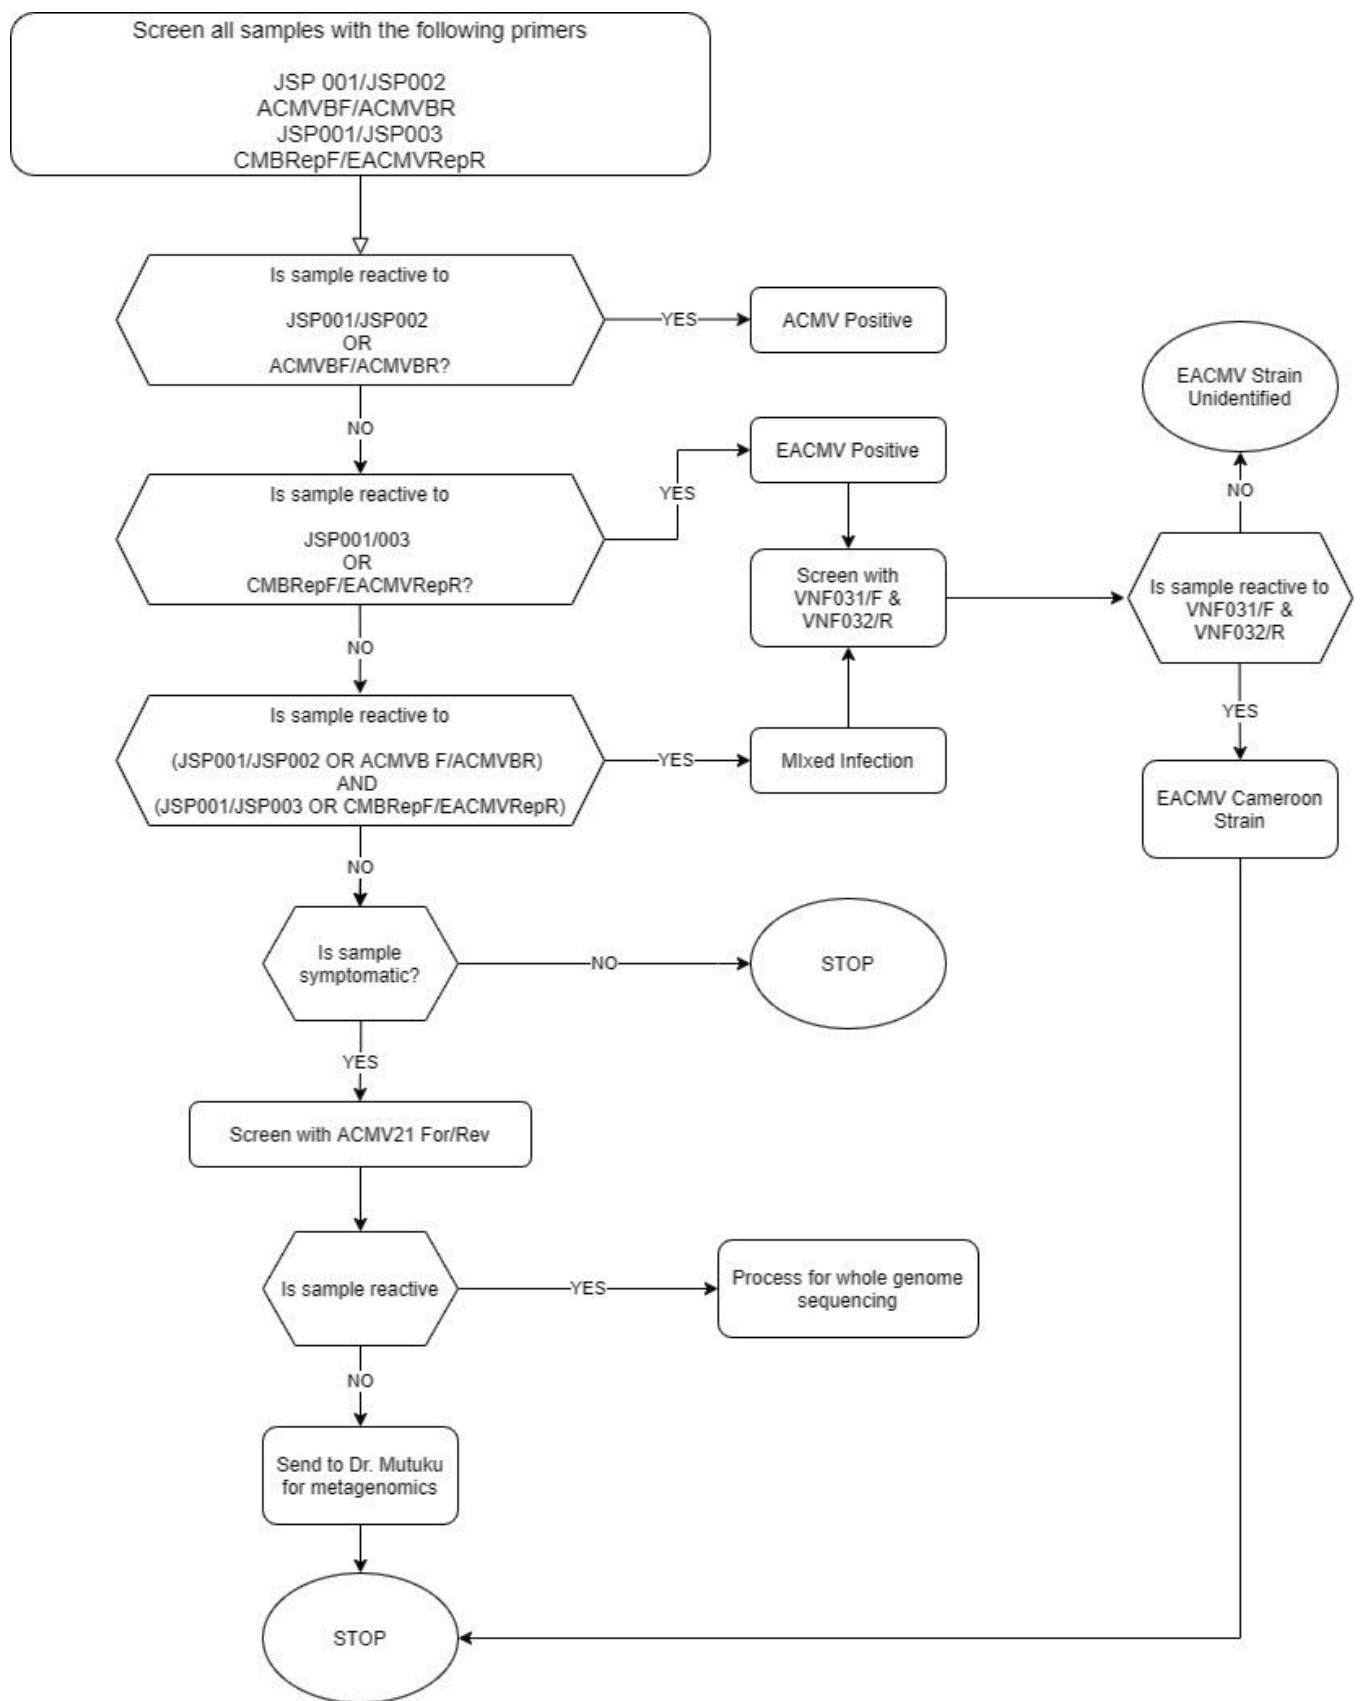 Screen all samples with the following primers
JSP 001/JSP002
ACMVBF/ACMVBR
JSP001/JSP003
CMBRepF/EACMVRepR
Is sample reactive to
JSP001/JSP002
OR
ACMVBF/ACMVBR?
YES
ACMV Positive
NO
Is sample reactive to
JSP001/003
OR
CMBRepF/EACMVRepR?
YES
EACMV Positive
Screen with
VNF031/F &
VNF032/R
Is sample reactive to
VNF031/F &
VNF032/R
NO
EACMV Strain
Unidentified
YES
EACMV Cameroon
Strain
NO
Is sample reactive to
(JSP001/JSP002 OR ACMVB F/ACMVBR)
AND
(JSP001/JSP003 OR CMBRepF/EACMVRepR)
YES
MIxed Infection
NO
Is sample
symptomatic?
NO
STOP
YES
Screen with ACMV21 For/Rev
Is sample reactive
YES
Process for whole genome
sequencing
NO
Send to Dr. Mutuku
for metagenomics
STOP